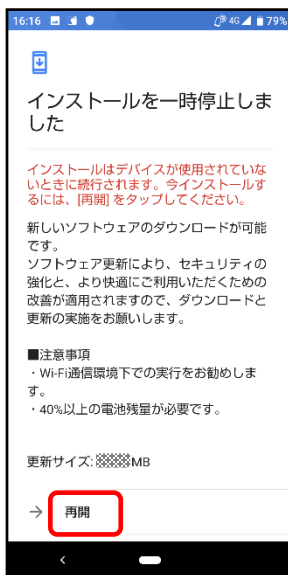 16:16 4G 79%
インストールを一時停止しま
した
インストールはデバイスが使用されていな
いときに続行されます。今インストールす
るには、[再開] をタップしてください。
新しいソフトウェアのダウンロードが可能
です。
ソフトウェア更新により、セキュリティの
強化と、より快適にご利用いただくための
改善が適用されますので、ダウンロードと
更新の実施をお願いします。
■注意事項
・Wi-Fi通信環境下での実行をお勧めしま
す。
・40%以上の電池残量が必要です。
更新サイズ: MB
再開